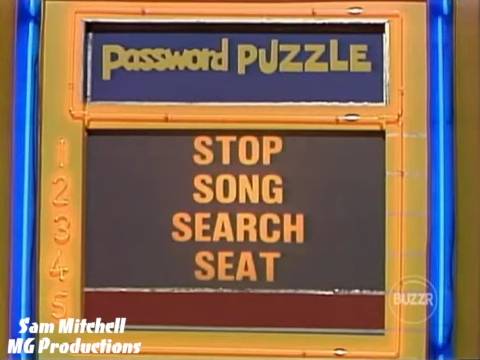 Password PUZZLE
1 STOP
2 SONG
3 SEARCH
4 SEAT
5
BUZZR
Sam Mitchell
MG Productions